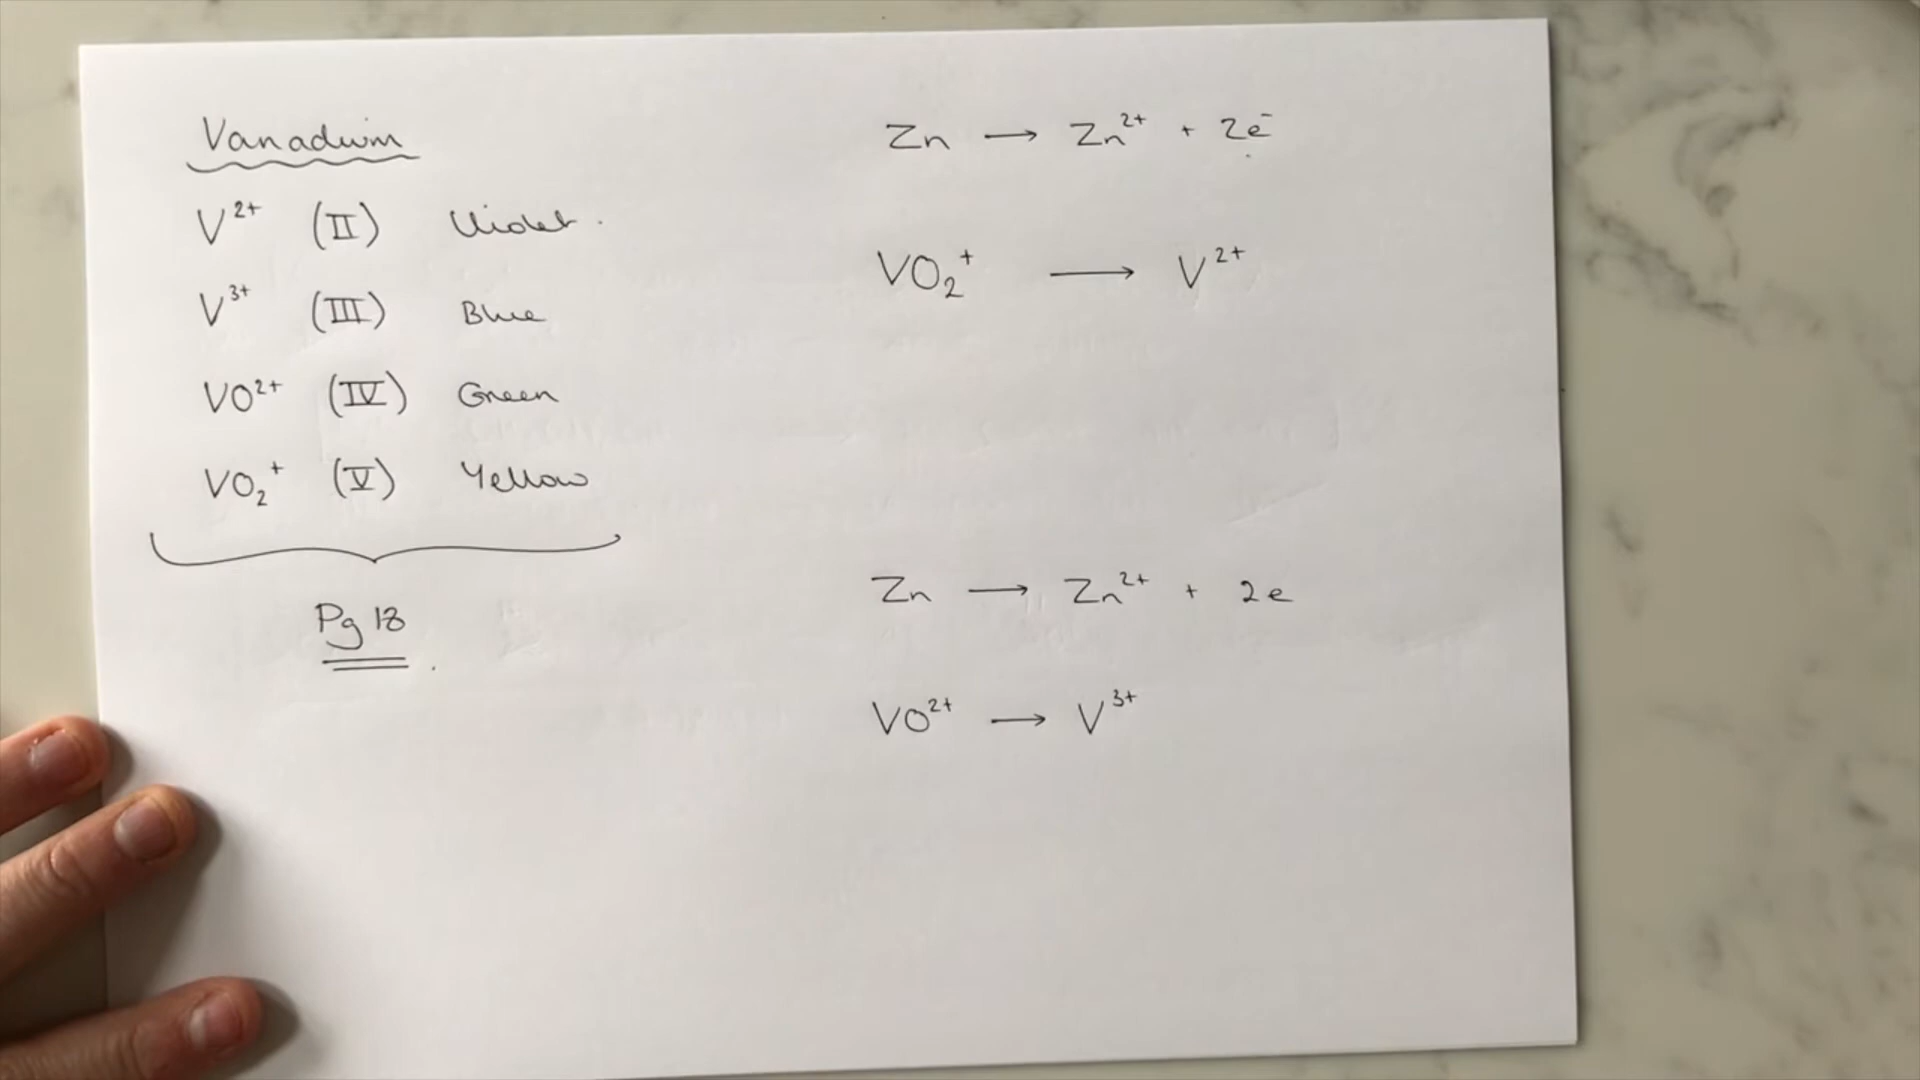 Vanadium
V²⁺ (II) Violet.
V³⁺ (III) Blue
VO²⁺ (IV) Green
VO₂⁺ (V) Yellow
Pg 18.
Zn → Zn²⁺ + 2e⁻
VO₂⁺ → V²⁺
Zn → Zn²⁺ + 2e
VO²⁺ → V³⁺